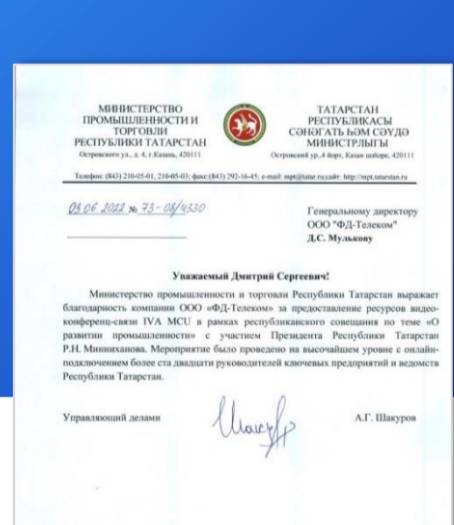 МИНИСТЕРСТВО
ПРОМЫШЛЕННОСТИ И
ТОРГОВЛИ
РЕСПУБЛИКИ ТАТАРСТАН
Островского ул., д. 4, г.Казань, 420111
ТАТАРСТАН
РЕСПУБЛИКАСЫ
СӘНӘГАТЬ ҺӘМ СӘҮДӘ
МИНИСТРЛЫГЫ
Островский ур.,4 йорт, Казан шәһәре, 420111
Телефон: (843) 210-05-01, 210-05-03; факс:(843) 292-16-45; e-mail: mpt@tatar.ru,сайт: http://mpt.tatarstan.ru
03.06.2022 № 73-08/4530
Генеральному директору
ООО "ФД-Телеком"
Д.С. Мулькову
Уважаемый Дмитрий Сергеевич!
Министерство промышленности и торговли Республики Татарстан выражает
благодарность компании ООО «ФД-Телеком» за предоставление ресурсов видео-
конференц-связи IVA MCU в рамках республиканского совещания по теме «О
развитии промышленности» с участием Президента Республики Татарстан
Р.Н. Минниханова. Мероприятие было проведено на высочайшем уровне с онлайн-
подключением более ста двадцати руководителей ключевых предприятий и ведомств
Республики Татарстан.
Управляющий делами
А.Г. Шакуров